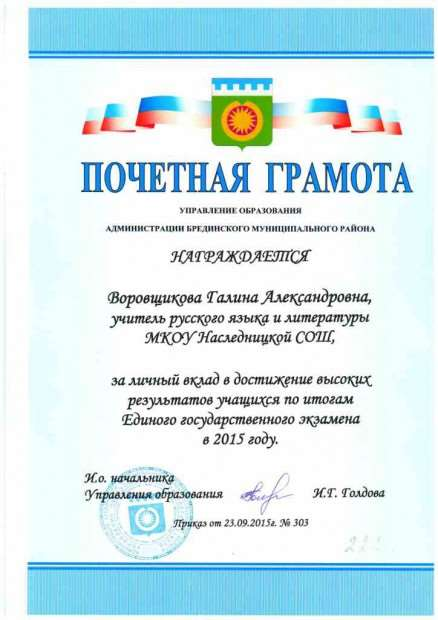 ПОЧЕТНАЯ ГРАМОТА
УПРАВЛЕНИЕ ОБРАЗОВАНИЯ
АДМИНИСТРАЦИИ БРЕДИНСКОГО МУНИЦИПАЛЬНОГО РАЙОНА
НАГРАЖДАЕТСЯ
Воровщикова Галина Александровна,
учитель русского языка и литературы
МКОУ Наследницкой СОШ,
за личный вклад в достижение высоких
результатов учащихся по итогам
Единого государственного экзамена
в 2015 году.
И.о. начальника
Управления образования И.Г. Голдова
Приказ от 23.09.2015г. № 303